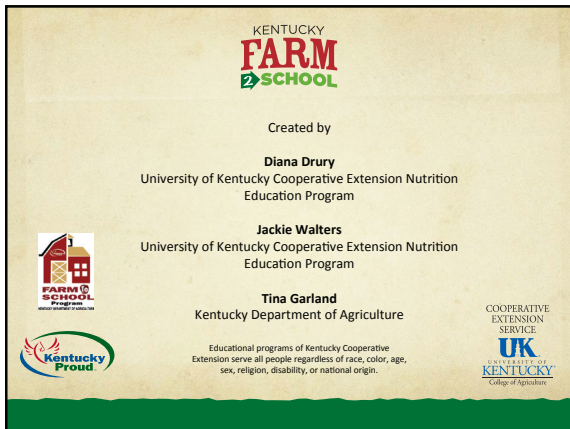 KENTUCKY
FARM
2 SCHOOL
Created by
Diana Drury
University of Kentucky Cooperative Extension Nutrition
Education Program
Jackie Walters
University of Kentucky Cooperative Extension Nutrition
Education Program
Tina Garland
Kentucky Department of Agriculture
FARM to
SCHOOL
Program
KENTUCKY DEPARTMENT OF AGRICULTURE
Kentucky
Proud
Educational programs of Kentucky Cooperative
Extension serve all people regardless of race, color, age,
sex, religion, disability, or national origin.
COOPERATIVE
EXTENSION
SERVICE
UK
UNIVERSITY OF
KENTUCKY
College of Agriculture